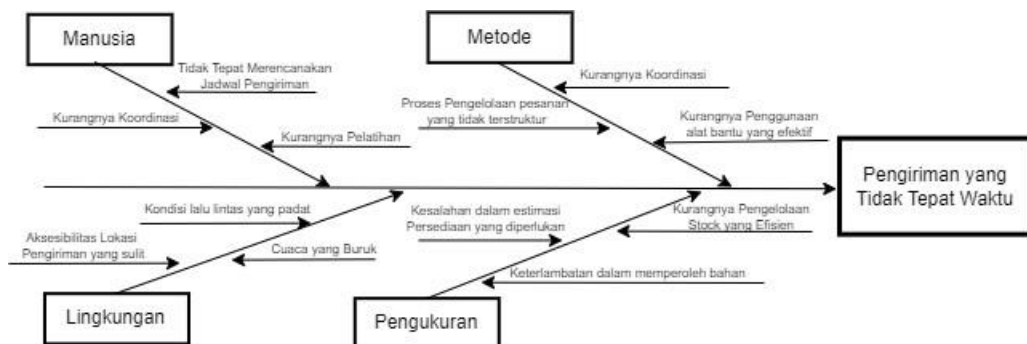 Manusia
Tidak Tepat Merencanakan
Jadwal Pengiriman
Kurangnya Koordinasi
Kurangnya Pelatihan
Metode
Kurangnya Koordinasi
Proses Pengelolaan pesanan
yang tidak terstruktur
Kurangnya Penggunaan
alat bantu yang efektif
Pengiriman yang
Tidak Tepat Waktu
Kondisi lalu lintas yang padat
Aksesibilitas Lokasi
Pengiriman yang sulit
Cuaca yang Buruk
Lingkungan
Kesalahan dalam estimasi
Persediaan yang diperlukan
Kurangnya Pengelolaan
Stock yang Efisien
Keterlambatan dalam memperoleh bahan
Pengukuran